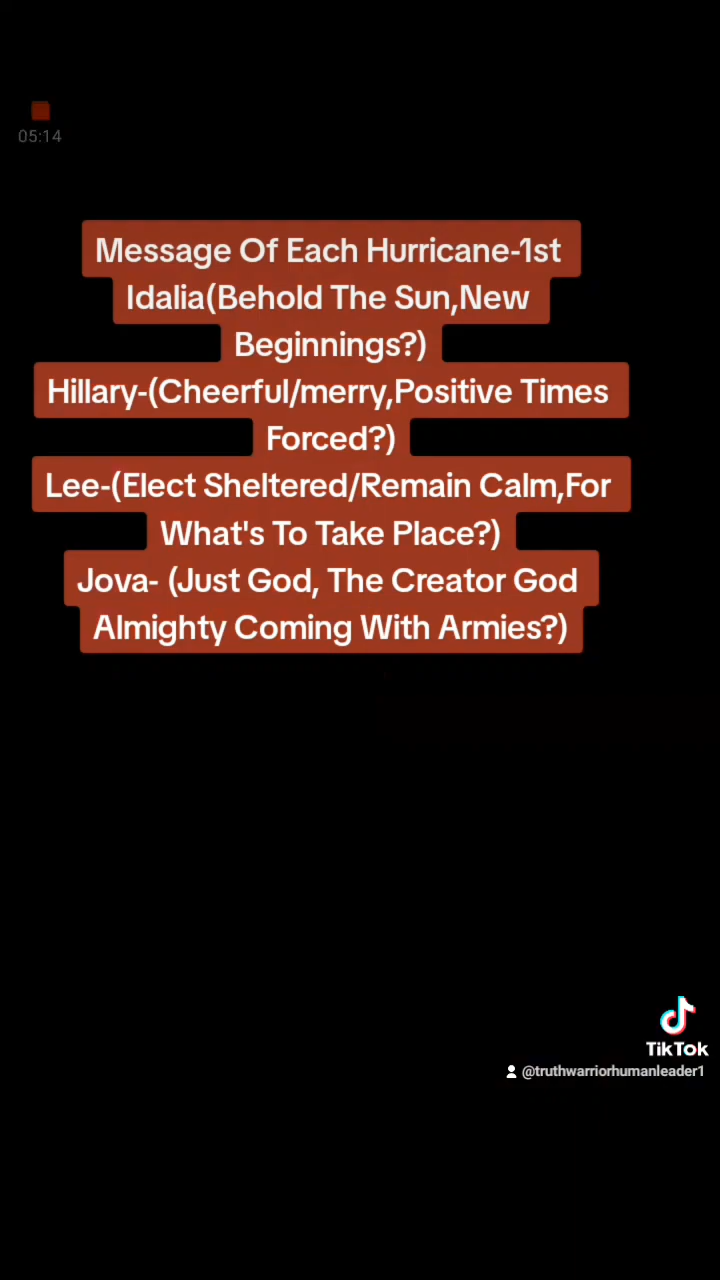 05:14
Message Of Each Hurricane-1st
Idalia(Behold The Sun,New
Beginnings?)
Hillary-(Cheerful/merry,Positive Times
Forced?)
Lee-(Elect Sheltered/Remain Calm,For
What's To Take Place?)
Jova- (Just God, The Creator God
Almighty Coming With Armies?)
TikTok
@truthwarriorhumanleader1